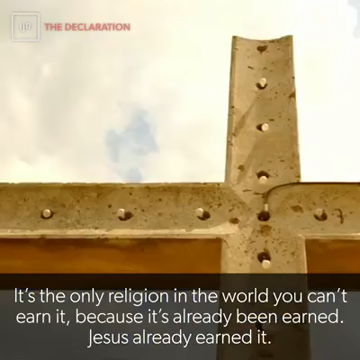 THE DECLARATION
It's the only religion in the world you can't
earn it, because it's already been earned.
Jesus already earned it.